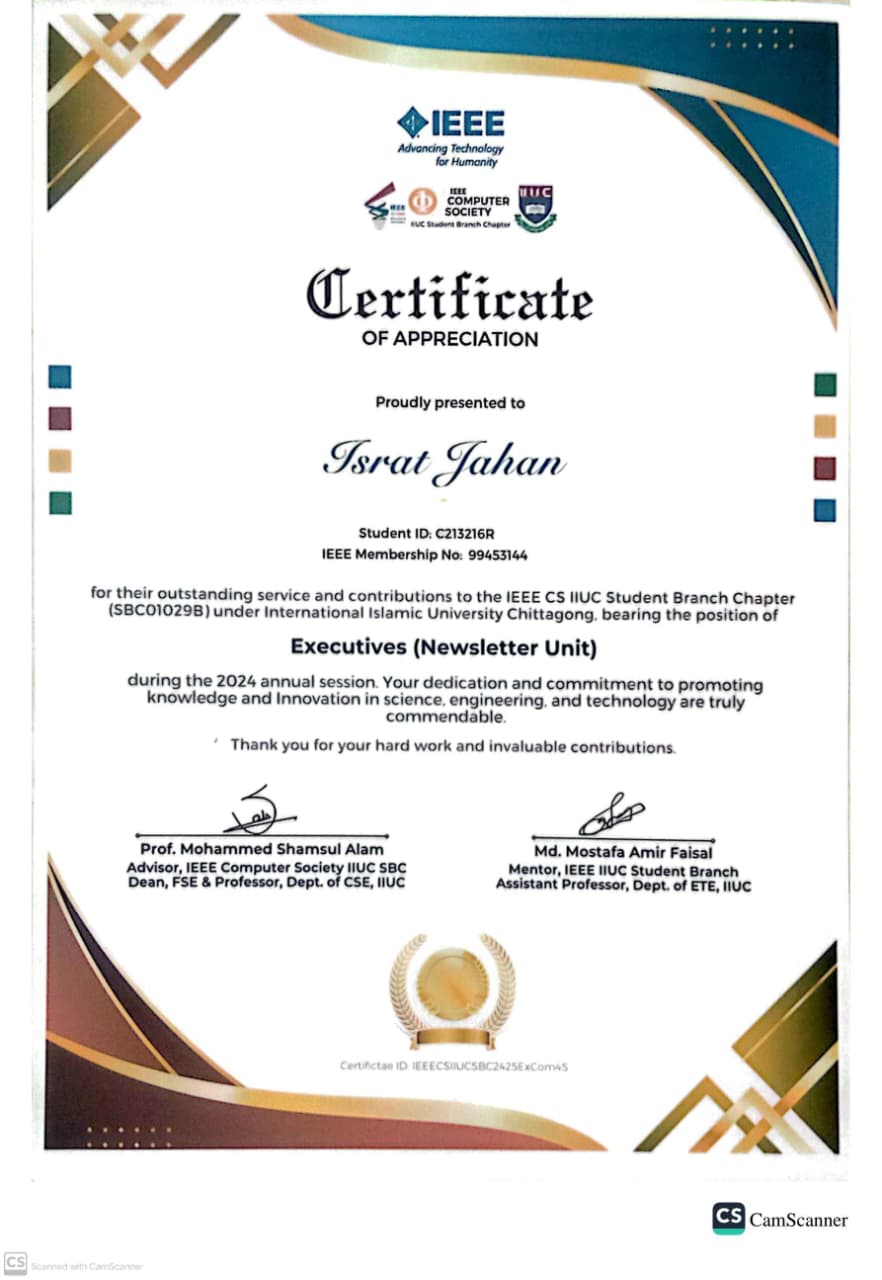 IEEE
Advancing Technology
for Humanity
IEEE
COMPUTER
SOCIETY
IIUC Student Branch Chapter
IIUC
Certificate
OF APPRECIATION
Proudly presented to
Israt Jahan
Student ID: C213216R
IEEE Membership No: 99453144
for their outstanding service and contributions to the IEEE CS IIUC Student Branch Chapter
(SBC01029B) under International Islamic University Chittagong, bearing the position of
Executives (Newsletter Unit)
during the 2024 annual session. Your dedication and commitment to promoting
knowledge and Innovation in science, engineering, and technology are truly
commendable.
Thank you for your hard work and invaluable contributions.
Prof. Mohammed Shamsul Alam
Advisor, IEEE Computer Society IIUC SBC
Dean, FSE & Professor, Dept. of CSE, IIUC
Md. Mostafa Amir Faisal
Mentor, IEEE IIUC Student Branch
Assistant Professor, Dept. of ETE, IIUC
Certifictae ID: IEEECSIIUCSBC2425ExCom45
CS CamScanner
CS Scanned with CamScanner